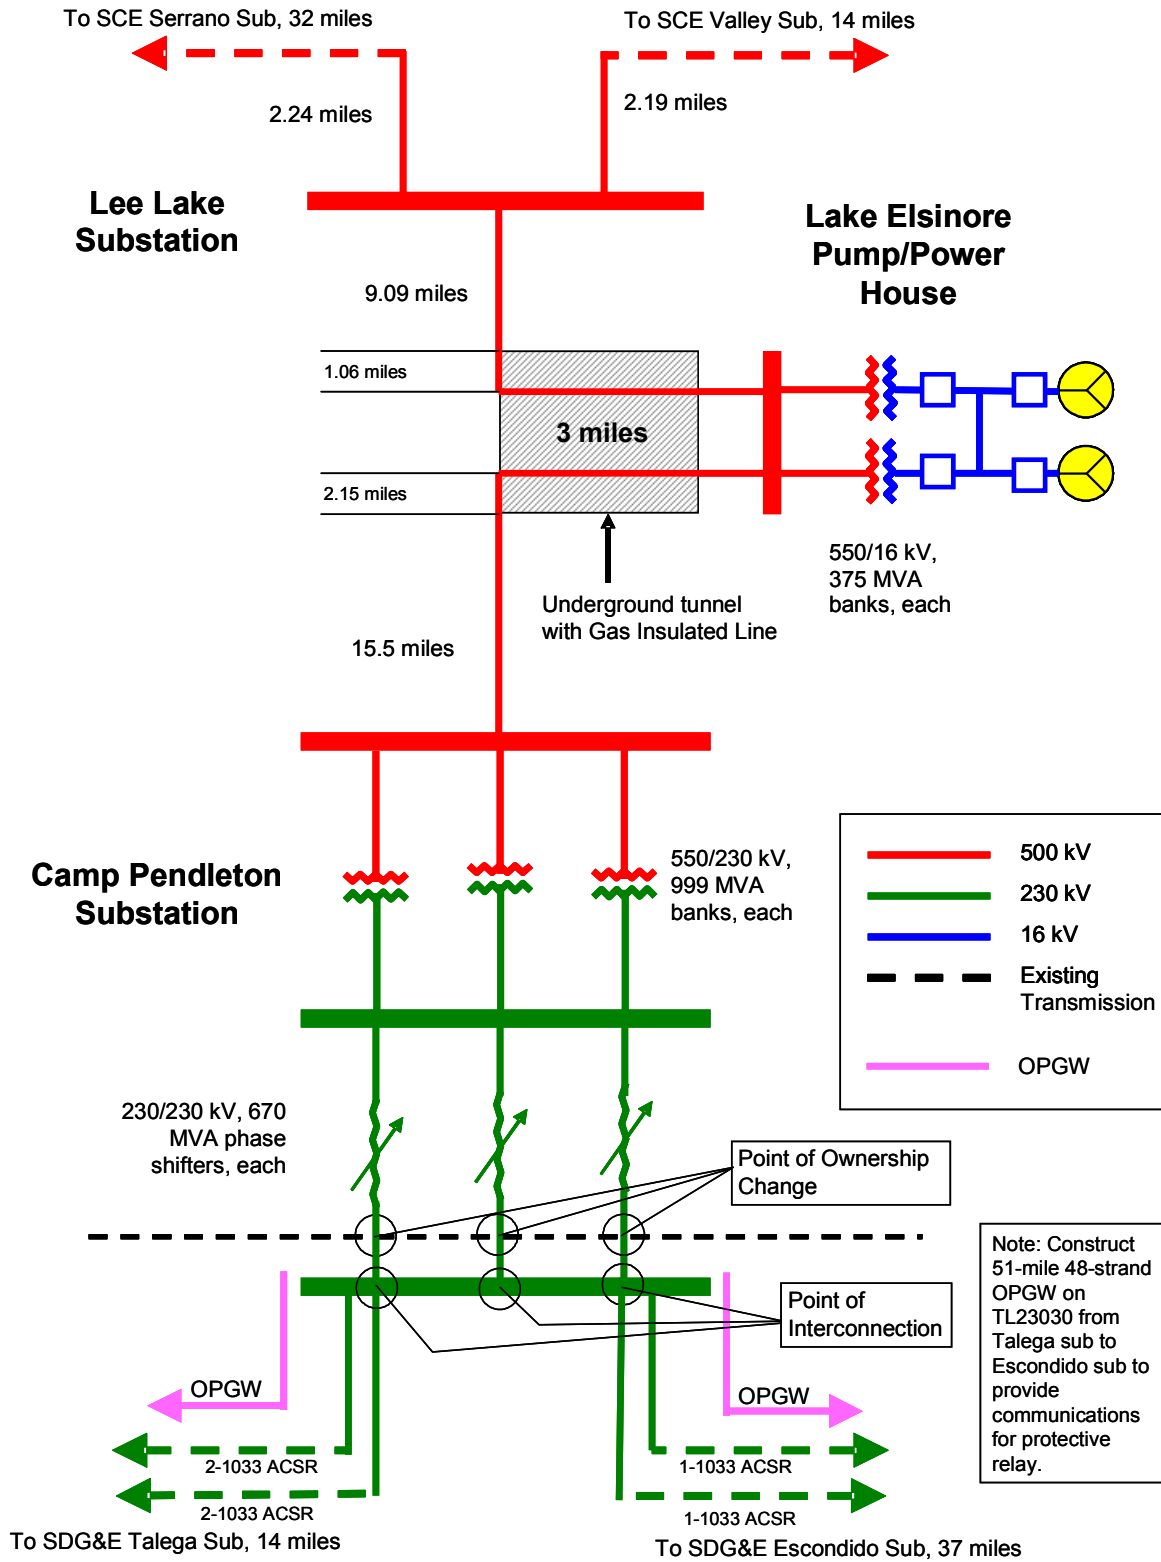 To SCE Serrano Sub, 32 miles
To SCE Valley Sub, 14 miles
2.24 miles
2.19 miles
Lee Lake
Substation
Lake Elsinore
Pump/Power
House
9.09 miles
1.06 miles
3 miles
2.15 miles
550/16 kV,
375 MVA
banks, each
Underground tunnel
with Gas Insulated Line
15.5 miles
Camp Pendleton
Substation
550/230 kV,
999 MVA
banks, each
500 kV
230 kV
16 kV
Existing
Transmission
OPGW
230/230 kV, 670
MVA phase
shifters, each
Point of Ownership
Change
Point of
Interconnection
Note: Construct
51-mile 48-strand
OPGW on
TL23030 from
Talega sub to
Escondido sub to
provide
communications
for protective
relay.
OPGW
OPGW
2-1033 ACSR
1-1033 ACSR
2-1033 ACSR
1-1033 ACSR
To SDG&E Talega Sub, 14 miles
To SDG&E Escondido Sub, 37 miles